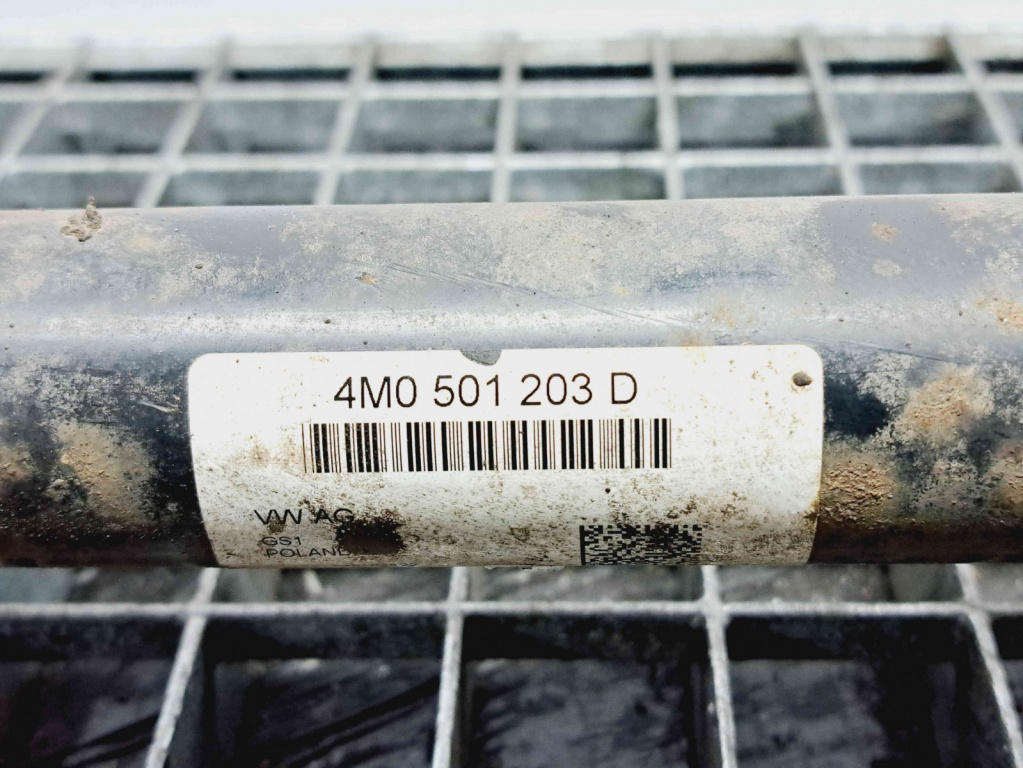 4M0 501 203 D
VW AG
GS1
POLAND